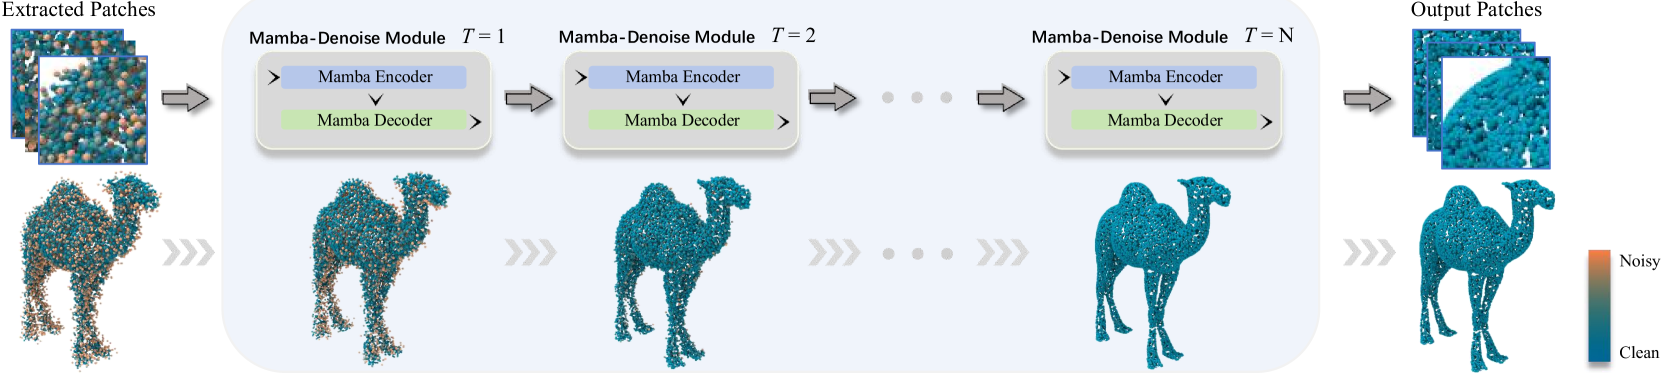 Extracted Patches
Mamba-Denoise Module T = 1
Mamba Encoder
Mamba Decoder
Mamba-Denoise Module T = 2
Mamba Encoder
Mamba Decoder
Mamba-Denoise Module T = N
Mamba Encoder
Mamba Decoder
Output Patches
Noisy
Clean